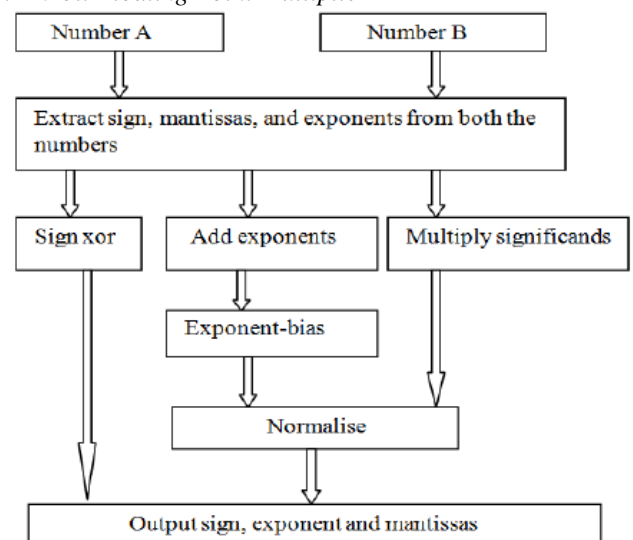 Number A
Number B
Extract sign, mantissas, and exponents from both the
numbers
Sign xor
Add exponents
Multiply significands
Exponent-bias
Normalise
Output sign, exponent and mantissas